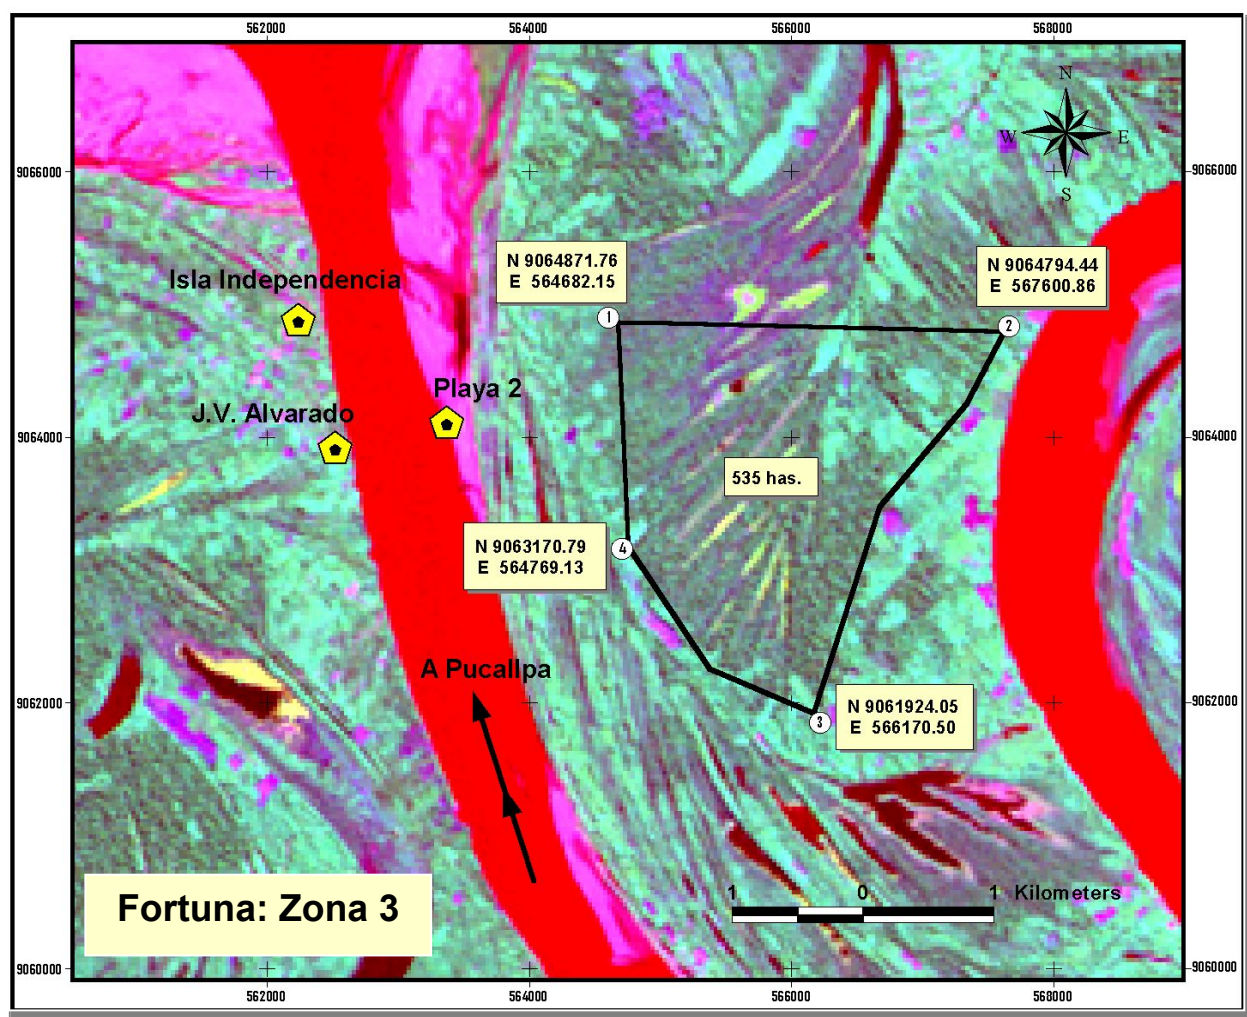 562000 564000 566000 568000
N
W E
S
9066000 9066000
N 9064871.76
E 564682.15
N 9064794.44
E 567600.86
Isla Independencia
1
2
Playa 2
J.V. Alvarado
9064000 9064000
535 has.
N 9063170.79
E 564769.13
4
A Pucallpa
9062000 9062000
N 9061924.05
E 566170.50
3
1 0 1 Kilometers
Fortuna: Zona 3
9060000 9060000
562000 564000 566000 568000